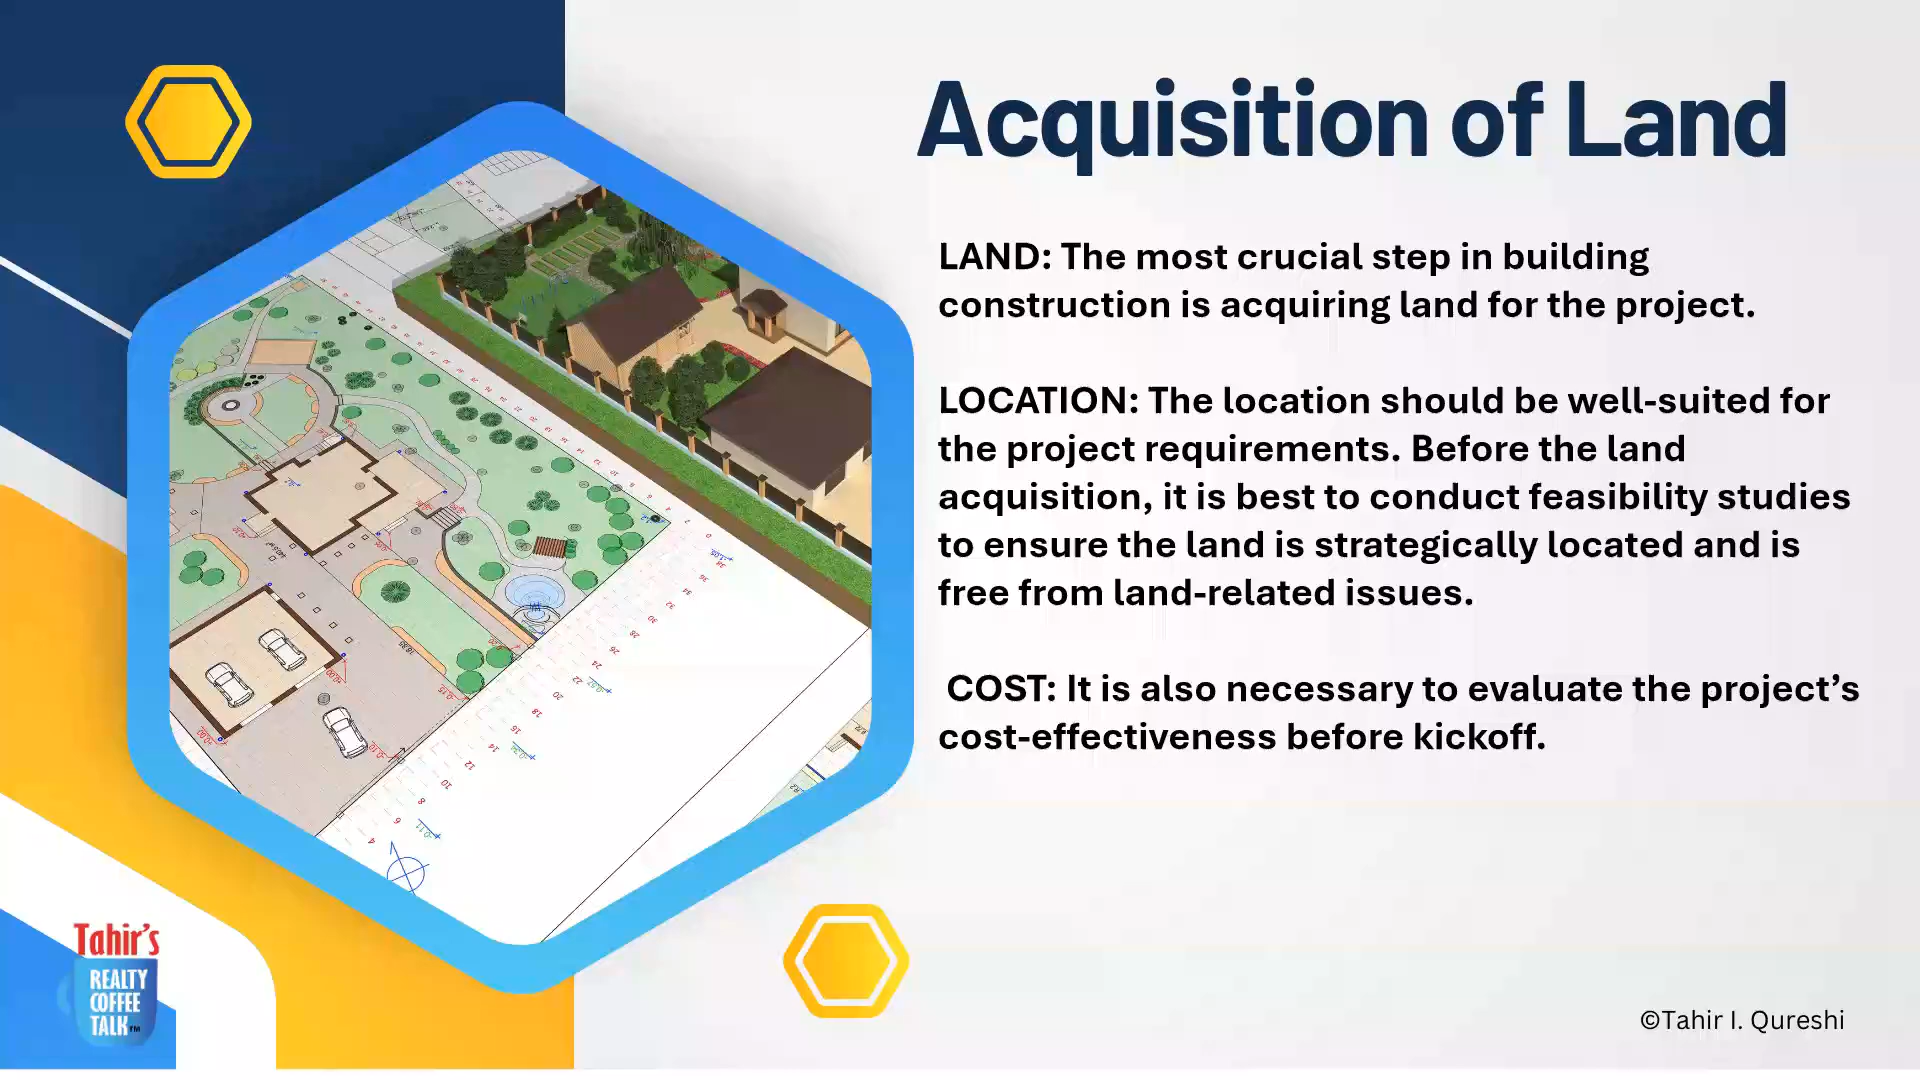 Acquisition of Land
LAND: The most crucial step in building
construction is acquiring land for the project.
LOCATION: The location should be well-suited for
the project requirements. Before the land
acquisition, it is best to conduct feasibility studies
to ensure the land is strategically located and is
free from land-related issues.
COST: It is also necessary to evaluate the project’s
cost-effectiveness before kickoff.
Tahir's
REALTY
COFFEE
TALK™
©Tahir I. Qureshi